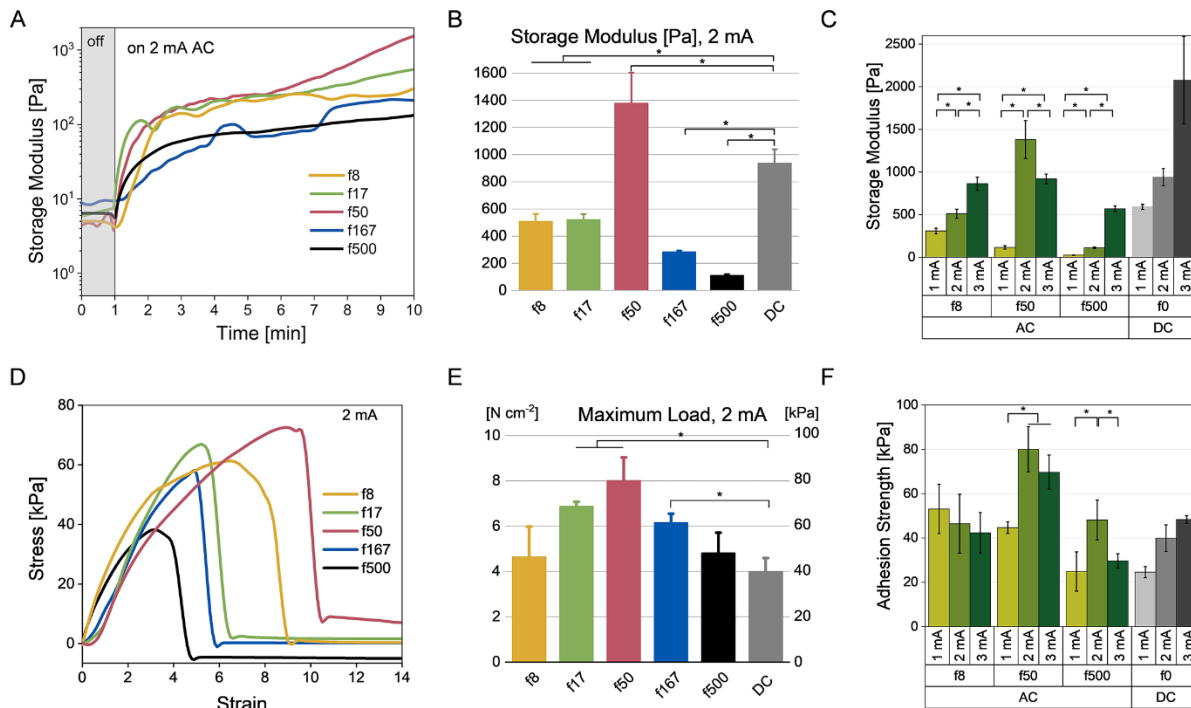 A
off
on 2 mA AC
Storage Modulus [Pa]
10³
10²
10¹
10⁰
f8
f17
f50
f167
f500
0 1 2 3 4 5 6 7 8 9 10
Time [min]
B
Storage Modulus [Pa], 2 mA
*
*
*
*
1600
1400
1200
1000
800
600
400
200
0
f8 f17 f50 f167 f500 DC
C
Storage Modulus [Pa]
2500
2000
1500
1000
500
0
* * *
* * *
* * *
1 mA 2 mA 3 mA 1 mA 2 mA 3 mA 1 mA 2 mA 3 mA 1 mA 2 mA 3 mA
f8 f50 f500 f0
AC DC
D
2 mA
Stress [kPa]
80
60
40
20
0
f8
f17
f50
f167
f500
0 2 4 6 8 10 12 14
Strain
E
[N cm⁻²] Maximum Load, 2 mA [kPa]
*
*
10
8
6
4
2
0
100
80
60
40
20
0
f8 f17 f50 f167 f500 DC
F
Adhesion Strength [kPa]
100
80
60
40
20
0
*
* *
1 mA 2 mA 3 mA 1 mA 2 mA 3 mA 1 mA 2 mA 3 mA 1 mA 2 mA 3 mA
f8 f50 f500 f0
AC DC